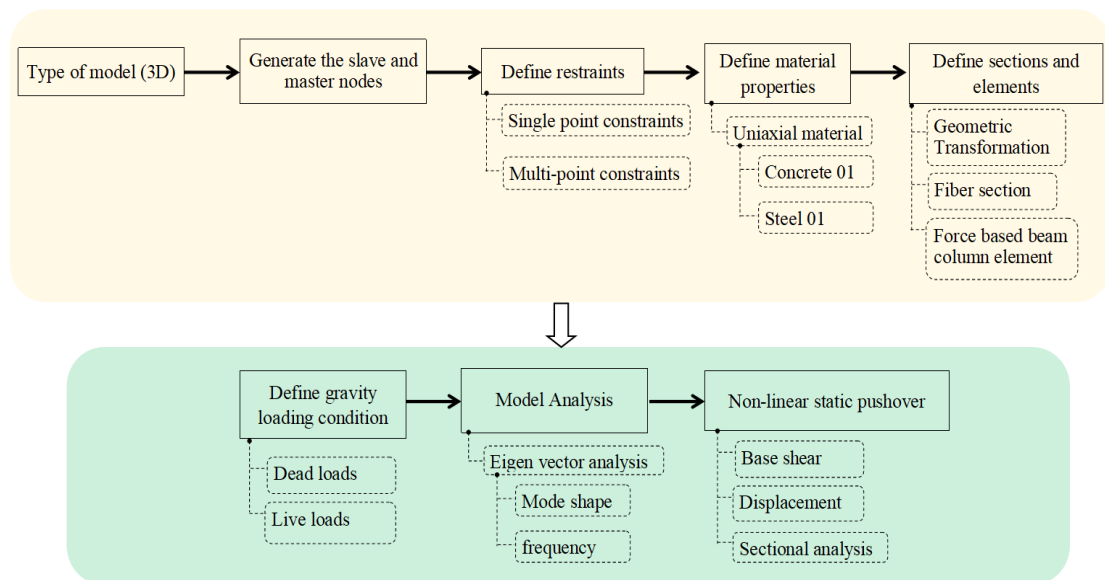 Type of model (3D)
Generate the slave and
master nodes
Define restraints
Single point constraints
Multi-point constraints
Define material
properties
Uniaxial material
Concrete 01
Steel 01
Define sections and
elements
Geometric
Transformation
Fiber section
Force based beam
column element
Define gravity
loading condition
Dead loads
Live loads
Model Analysis
Eigen vector analysis
Mode shape
frequency
Non-linear static pushover
Base shear
Displacement
Sectional analysis